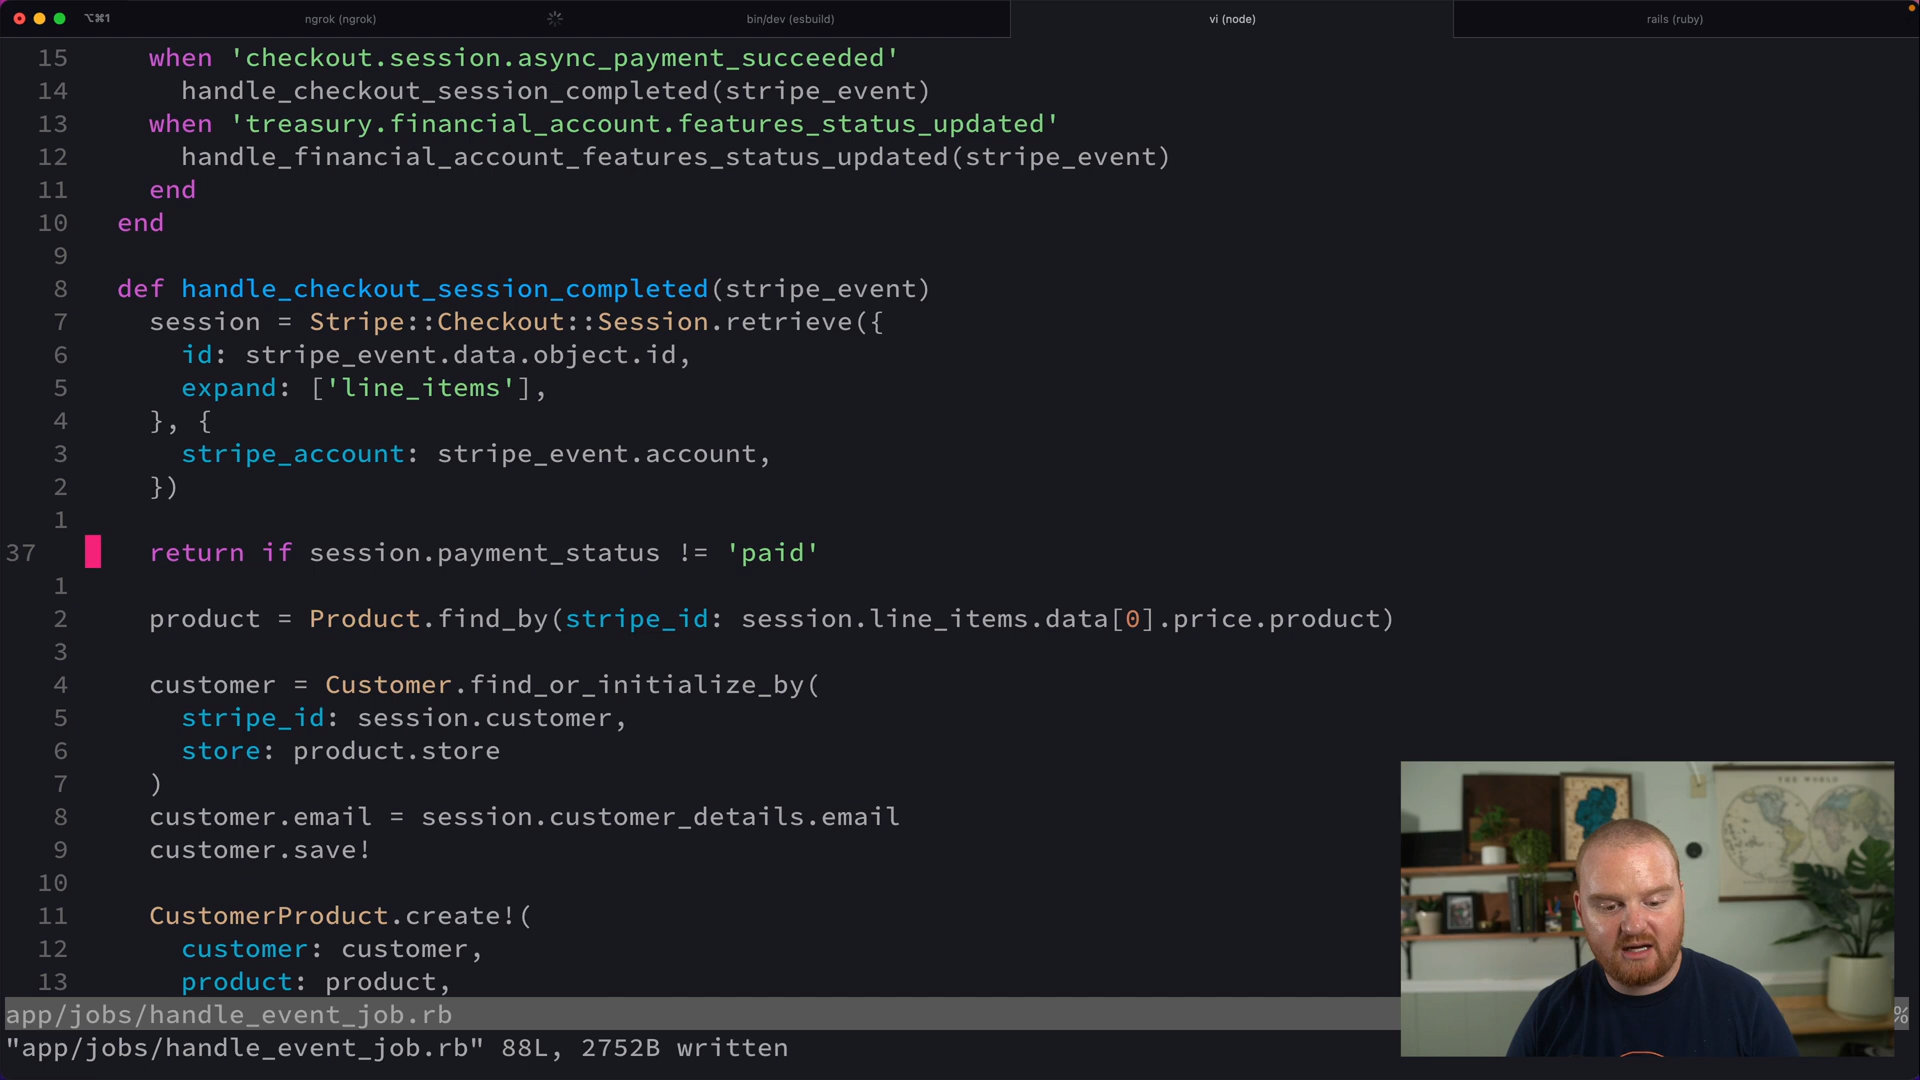 ⌥⌘1
ngrok (ngrok)
bin/dev (esbuild)
vi (node)
rails (ruby)
15 when 'checkout.session.async_payment_succeeded'
14 handle_checkout_session_completed(stripe_event)
13 when 'treasury.financial_account.features_status_updated'
12 handle_financial_account_features_status_updated(stripe_event)
11 end
10 end
9
8 def handle_checkout_session_completed(stripe_event)
7 session = Stripe::Checkout::Session.retrieve({
6 id: stripe_event.data.object.id,
5 expand: ['line_items'],
4 }, {
3 stripe_account: stripe_event.account,
2 })
1
37 return if session.payment_status != 'paid'
1
2 product = Product.find_by(stripe_id: session.line_items.data[0].price.product)
3
4 customer = Customer.find_or_initialize_by(
5 stripe_id: session.customer,
6 store: product.store
7 )
8 customer.email = session.customer_details.email
9 customer.save!
10
11 CustomerProduct.create!(
12 customer: customer,
13 product: product,
app/jobs/handle_event_job.rb
%
"app/jobs/handle_event_job.rb" 88L, 2752B written
THE WORLD